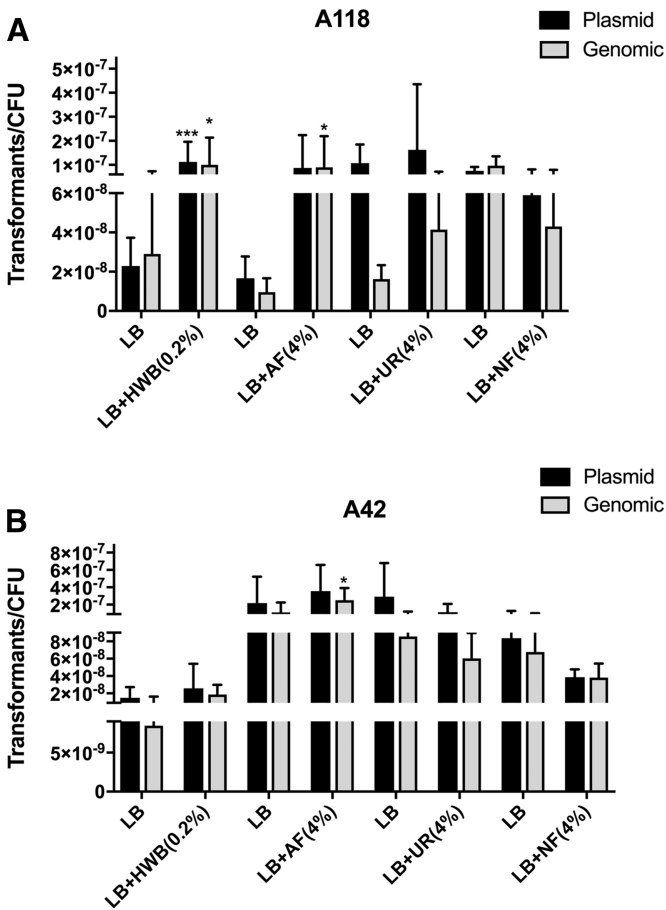 A
A118
Plasmid
Genomic
Transformants/CFU
5×10-7
4×10-7
3×10-7
2×10-7
1×10-7
6×10-8
4×10-8
2×10-8
0
***
*
*
LB
LB+HWB(0.2%)
LB
LB+AF(4%)
LB
LB+UR(4%)
LB
LB+NF(4%)
B
A42
Plasmid
Genomic
Transformants/CFU
8×10-7
6×10-7
4×10-7
2×10-7
8×10-8
6×10-8
4×10-8
2×10-8
5×10-9
0
*
LB
LB+HWB(0.2%)
LB
LB+AF(4%)
LB
LB+UR(4%)
LB
LB+NF(4%)